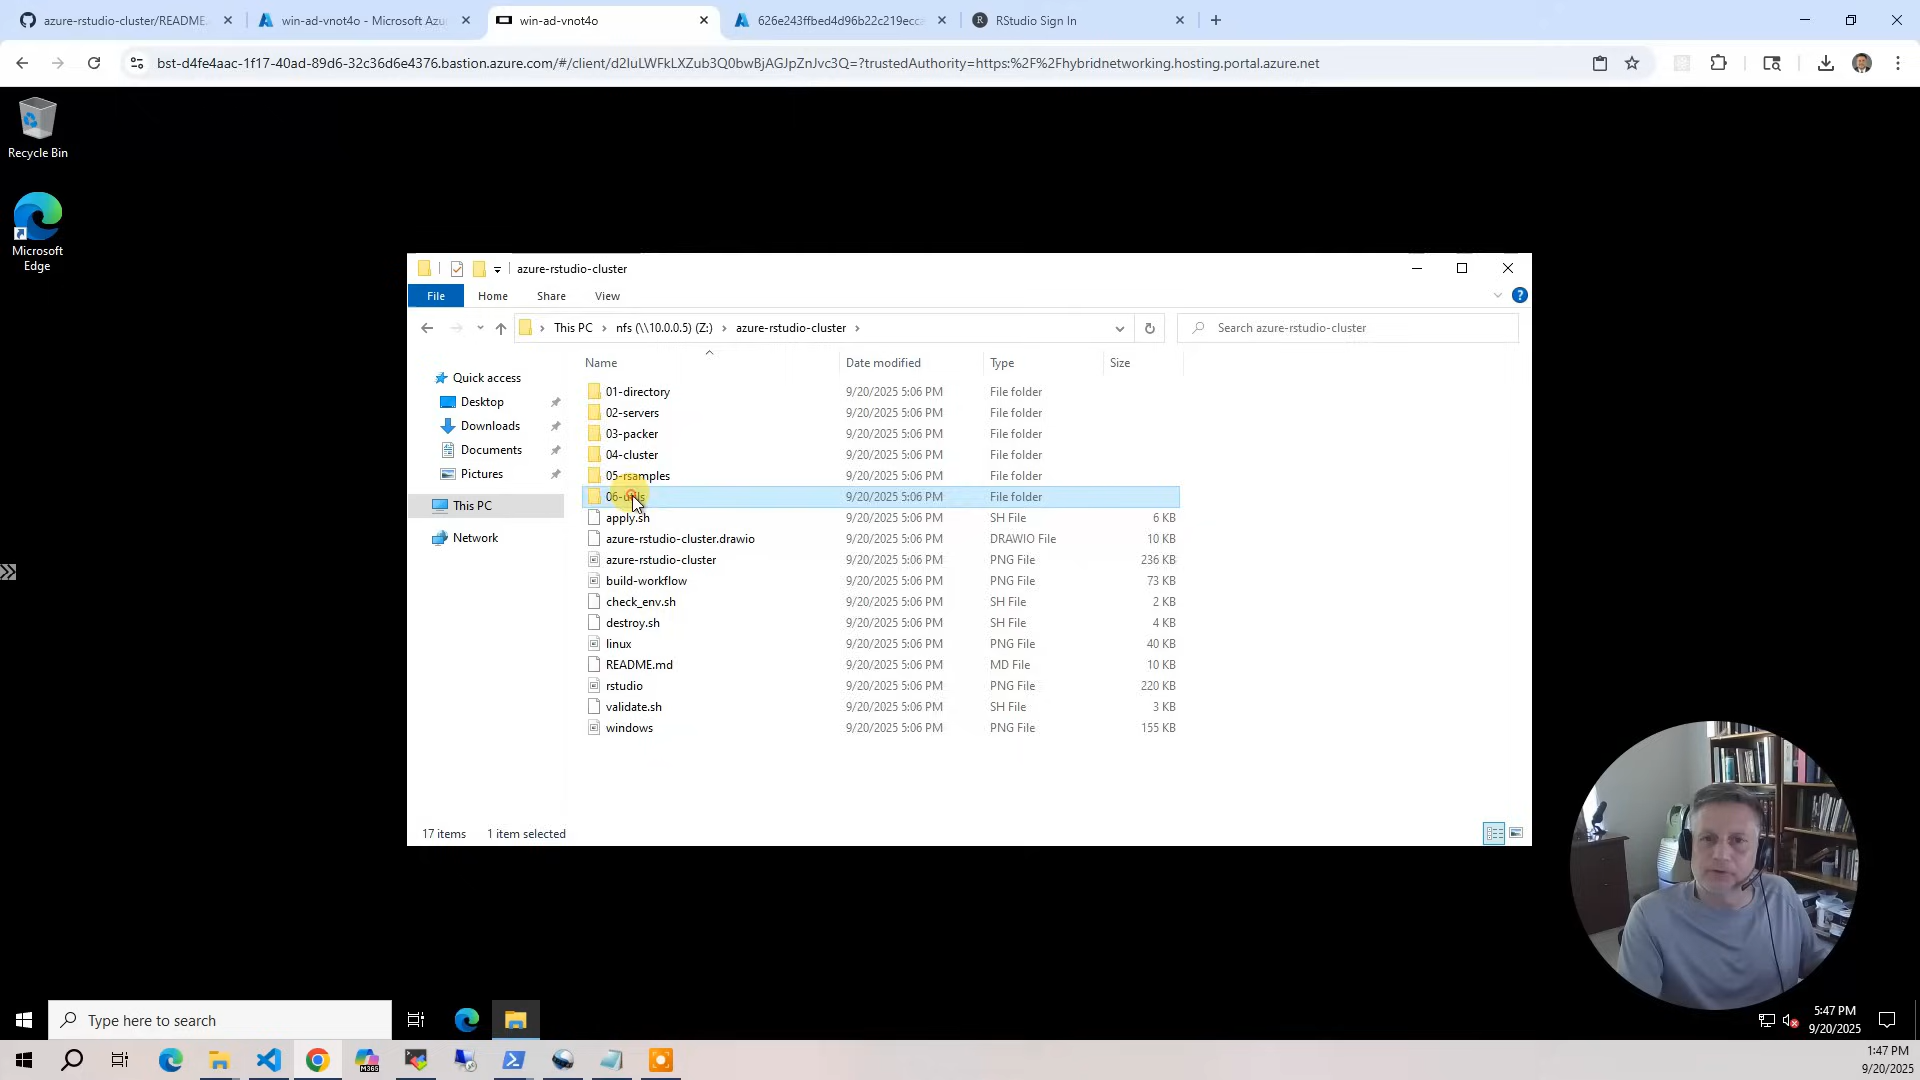 azure-rstudio-cluster/README.
win-ad-vnot4o - Microsoft Azu
win-ad-vnot4o
626e243ffbed4d96b22c219ecca
RStudio Sign In
bst-d4fe4aac-1f17-40ad-89d6-32c36d6e4376.bastion.azure.com/#/client/d2luLWFkLXZub3Q0bwBjAGJpZnJvc3Q=?trustedAuthority=https:%2F%2Fhybridnetworking.hosting.portal.azure.net
Recycle Bin
Microsoft
Edge
azure-rstudio-cluster
File Home Share View
This PC nfs (\\10.0.0.5) (Z:) azure-rstudio-cluster
Search azure-rstudio-cluster
Name Date modified Type Size
Quick access
Desktop
Downloads
Documents
Pictures
This PC
Network
01-directory 9/20/2025 5:06 PM File folder
02-servers 9/20/2025 5:06 PM File folder
03-packer 9/20/2025 5:06 PM File folder
04-cluster 9/20/2025 5:06 PM File folder
05-rsamples 9/20/2025 5:06 PM File folder
06-utils 9/20/2025 5:06 PM File folder
apply.sh 9/20/2025 5:06 PM SH File 6 KB
azure-rstudio-cluster.drawio 9/20/2025 5:06 PM DRAWIO File 10 KB
azure-rstudio-cluster 9/20/2025 5:06 PM PNG File 236 KB
build-workflow 9/20/2025 5:06 PM PNG File 73 KB
check_env.sh 9/20/2025 5:06 PM SH File 2 KB
destroy.sh 9/20/2025 5:06 PM SH File 4 KB
linux 9/20/2025 5:06 PM PNG File 40 KB
README.md 9/20/2025 5:06 PM MD File 10 KB
rstudio 9/20/2025 5:06 PM PNG File 220 KB
validate.sh 9/20/2025 5:06 PM SH File 3 KB
windows 9/20/2025 5:06 PM PNG File 155 KB
17 items 1 item selected
Type here to search
5:47 PM
9/20/2025
M365
1:47 PM
9/20/2025